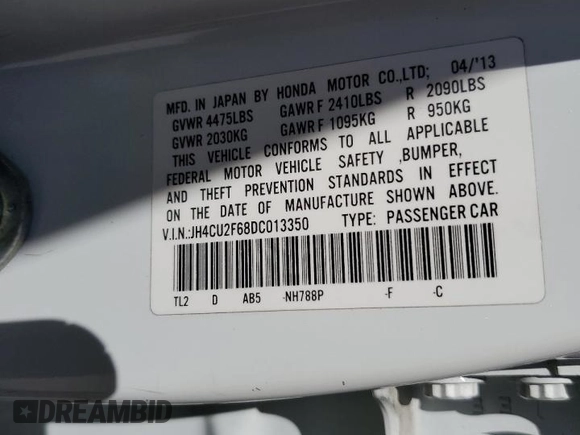 MFD. IN JAPAN BY HONDA MOTOR CO.,LTD; 04/'13
GVWR 4475LBS GAWR F 2410LBS R 2090LBS
GVWR 2030KG GAWR F 1095KG R 950KG
THIS VEHICLE CONFORMS TO ALL APPLICABLE
FEDERAL MOTOR VEHICLE SAFETY ,BUMPER,
AND THEFT PREVENTION STANDARDS IN EFFECT
ON THE DATE OF MANUFACTURE SHOWN ABOVE.
V.I.N.:JH4CU2F68DC013350 TYPE: PASSENGER CAR
TL2 D AB5 -NH788P -F -C
DREAMBID